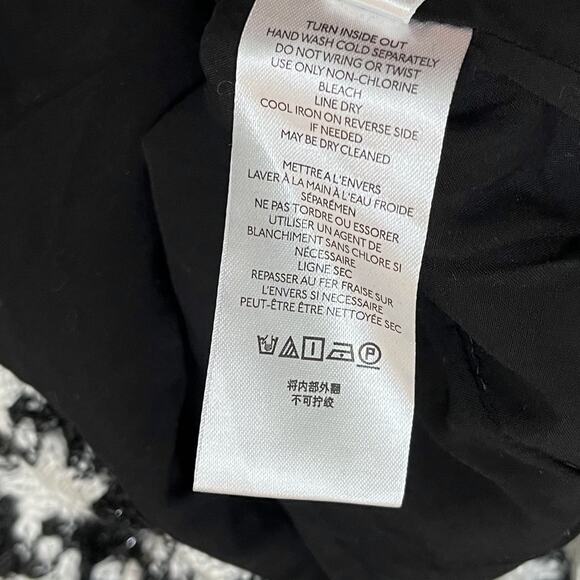 TURN INSIDE OUT
HAND WASH COLD SEPARATELY
DO NOT WRING OR TWIST
USE ONLY NON-CHLORINE
BLEACH
LINE DRY
COOL IRON ON REVERSE SIDE
IF NEEDED
MAY BE DRY CLEANED
METTRE A L'ENVERS
LAVER À LA MAIN À L'EAU FROIDE
SÉPARÉMEN
NE PAS TORDRE OU ESSORER
UTILISER UN AGENT DE
BLANCHIMENT SANS CHLORE SI
NÉCESSAIRE
LIGNE SEC
REPASSER AU FER FRAISE SUR
L'ENVERS SI NECESSAIRE
PEUT-ÊTRE ÊTRE NETTOYÉE SEC
P
将内部外翻
不可拧绞